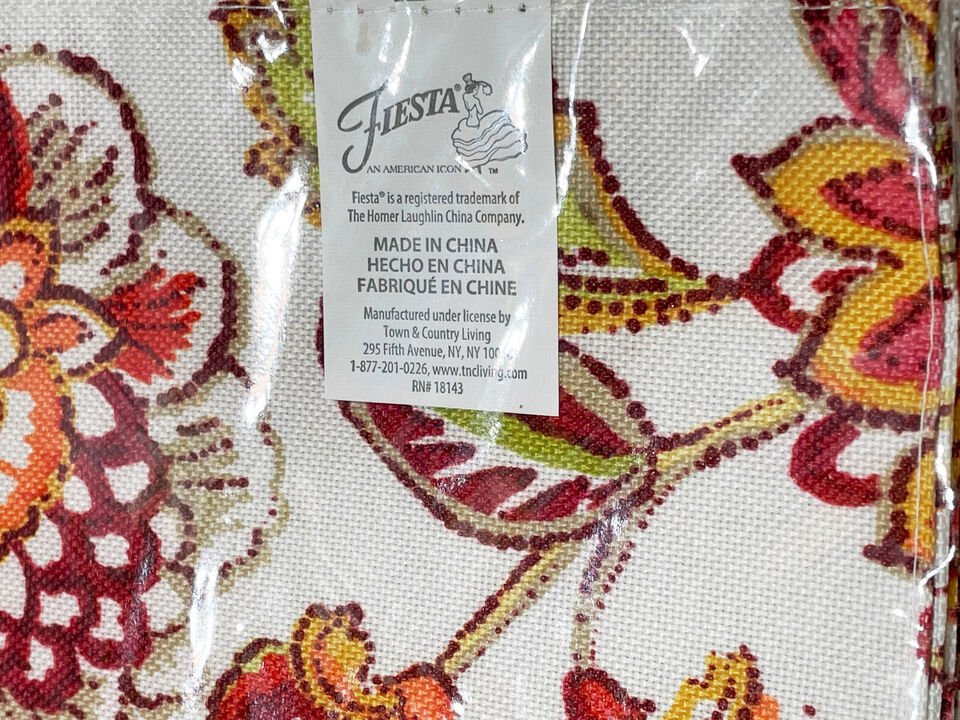 FIESTA®
AN AMERICAN ICON ™
Fiesta® is a registered trademark of
The Homer Laughlin China Company.
MADE IN CHINA
HECHO EN CHINA
FABRIQUÉ EN CHINE
Manufactured under license by
Town & Country Living
295 Fifth Avenue, NY, NY
1-877-201-0226, www.tncliving.com
RN# 18143